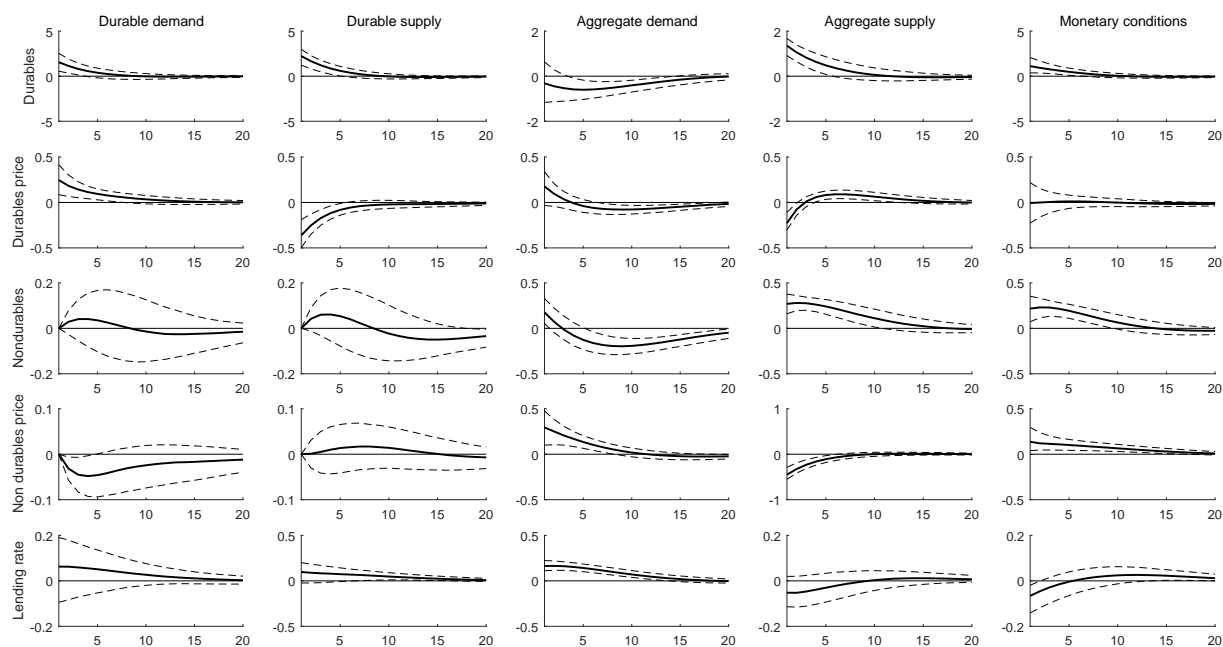 Durable demand Durable supply Aggregate demand Aggregate supply Monetary conditions
Durables
5 5 2 2 5
0 0 0 0 0
-5 -5 -2 -2 -5
5 10 15 20 5 10 15 20 5 10 15 20 5 10 15 20 5 10 15 20
Durables price
0.5 0.5 0.5 0.5 0.5
0 0 0 0 0
-0.5 -0.5 -0.5 -0.5 -0.5
5 10 15 20 5 10 15 20 5 10 15 20 5 10 15 20 5 10 15 20
Nondurables
0.2 0.2 0.5 0.5 0.5
0 0 0 0 0
-0.2 -0.2 -0.5 -0.5 -0.5
5 10 15 20 5 10 15 20 5 10 15 20 5 10 15 20 5 10 15 20
Non durables price
0.1 0.1 0.5 1 0.5
0 0 0 0 0
-0.1 -0.1 -0.5 -1 -0.5
5 10 15 20 5 10 15 20 5 10 15 20 5 10 15 20 5 10 15 20
Lending rate
0.2 0.5 0.5 0.2 0.2
0 0 0 0 0
-0.2 -0.5 -0.5 -0.2 -0.2
5 10 15 20 5 10 15 20 5 10 15 20 5 10 15 20 5 10 15 20